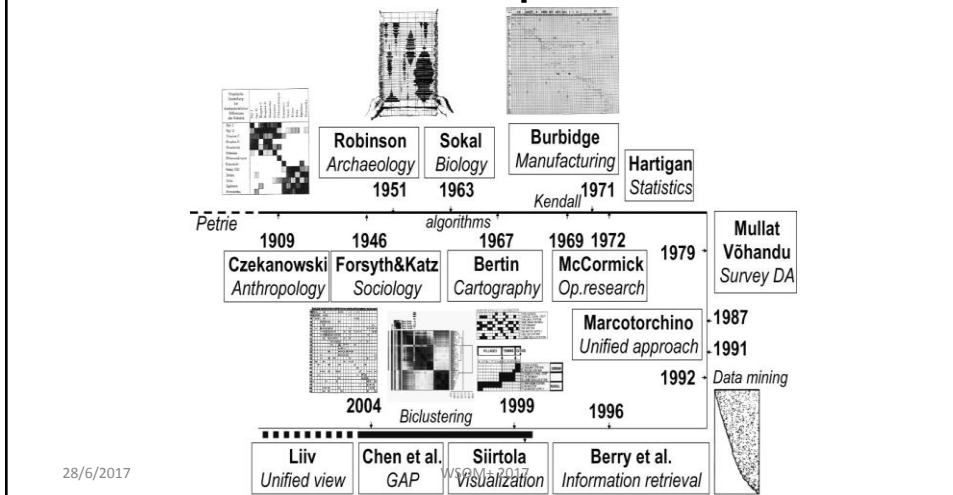 Robinson
Archaeology
1951
Sokal
Biology
1963
Burbidge
Manufacturing
Kendall
1971
Hartigan
Statistics
Petrie
algorithms
1909
Czekanowski
Anthropology
1946
Forsyth&Katz
Sociology
1967
Bertin
Cartography
1969 1972
McCormick
Op.research
1979
Mullat
Võhandu
Survey DA
Marcotorchino
Unified approach
1987
1991
1992
Data mining
2004
Biclustering
1999
1996
Liiv
Unified view
Chen et al.
GAP
Siirtola
Visualization
Berry et al.
Information retrieval
28/6/2017
WSOM+ 2017